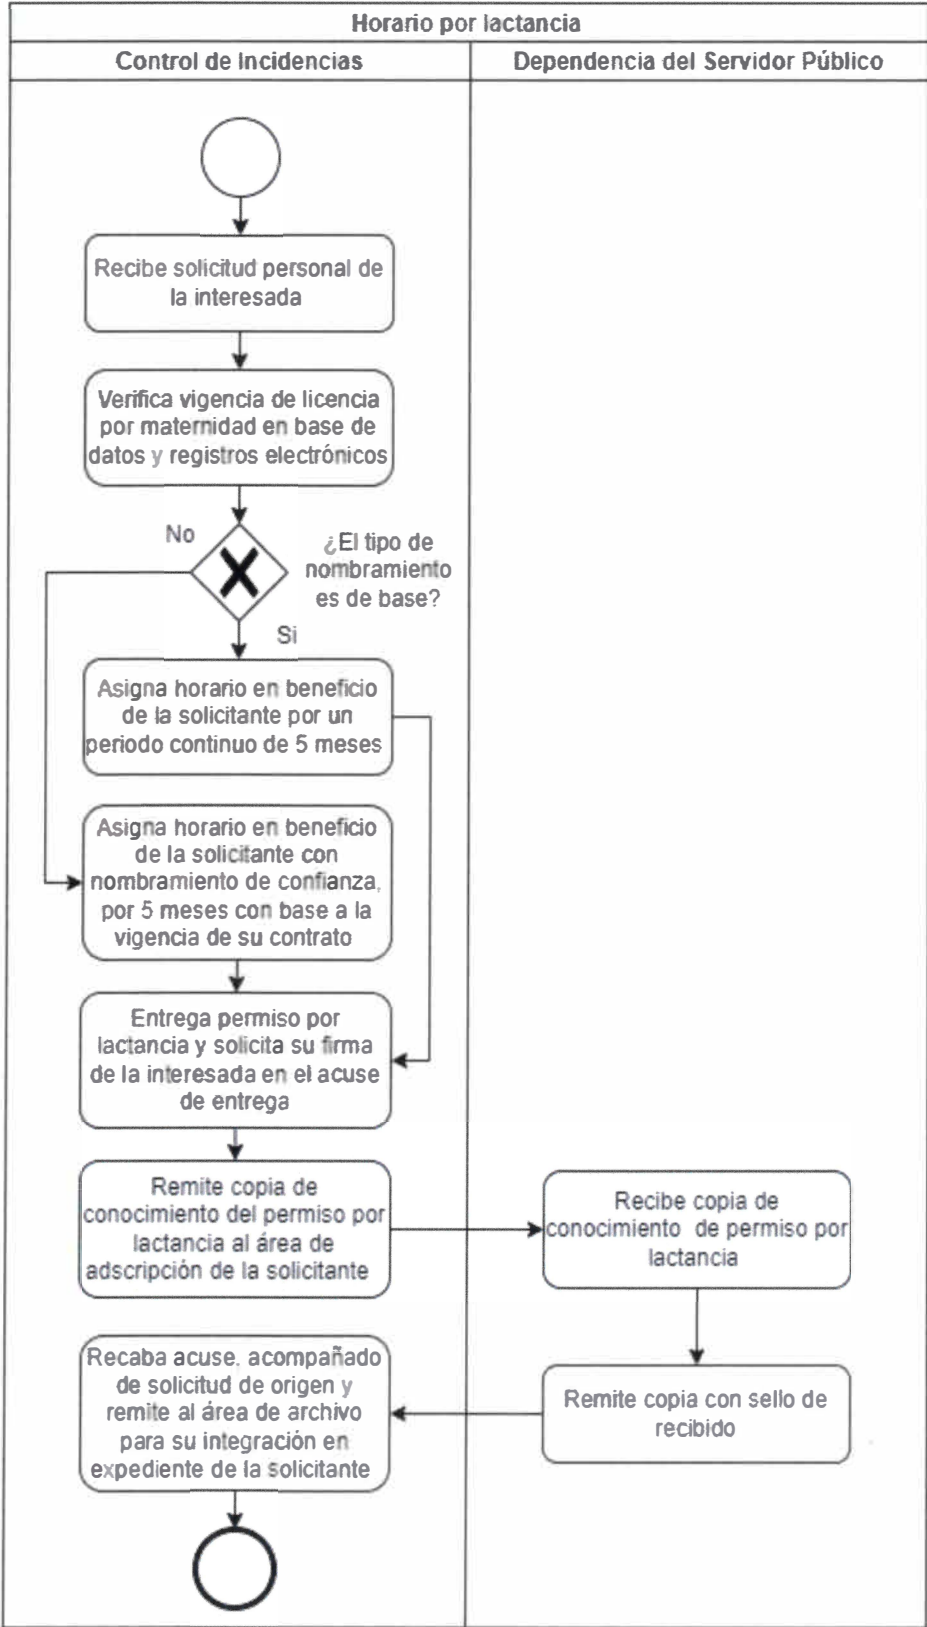 Horario por lactancia
Control de Incidencias
Dependencia del Servidor Público
Recibe solicitud personal de
la interesada
Verifica vigencia de licencia
por maternidad en base de
datos y registros electrónicos
No
¿El tipo de
nombramiento
es de base?
Si
Asigna horario en beneficio
de la solicitante por un
periodo continuo de 5 meses
Asigna horario en beneficio
de la solicitante con
nombramiento de confianza,
por 5 meses con base a la
vigencia de su contrato
Entrega permiso por
lactancia y solicita su firma
de la interesada en el acuse
de entrega
Remite copia de
conocimiento del permiso por
lactancia al área de
adscripción de la solicitante
Recibe copia de
conocimiento de permiso por
lactancia
Remite copia con sello de
recibido
Recaba acuse, acompañado
de solicitud de origen y
remite al área de archivo
para su integración en
expediente de la solicitante